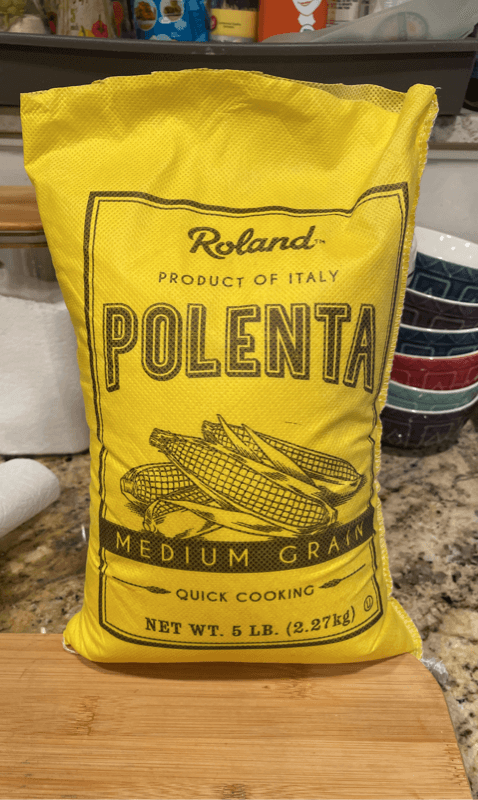 Roland™
PRODUCT OF ITALY
POLENTA
MEDIUM GRAIN
QUICK COOKING
NET WT. 5 LB. (2.27kg)
U